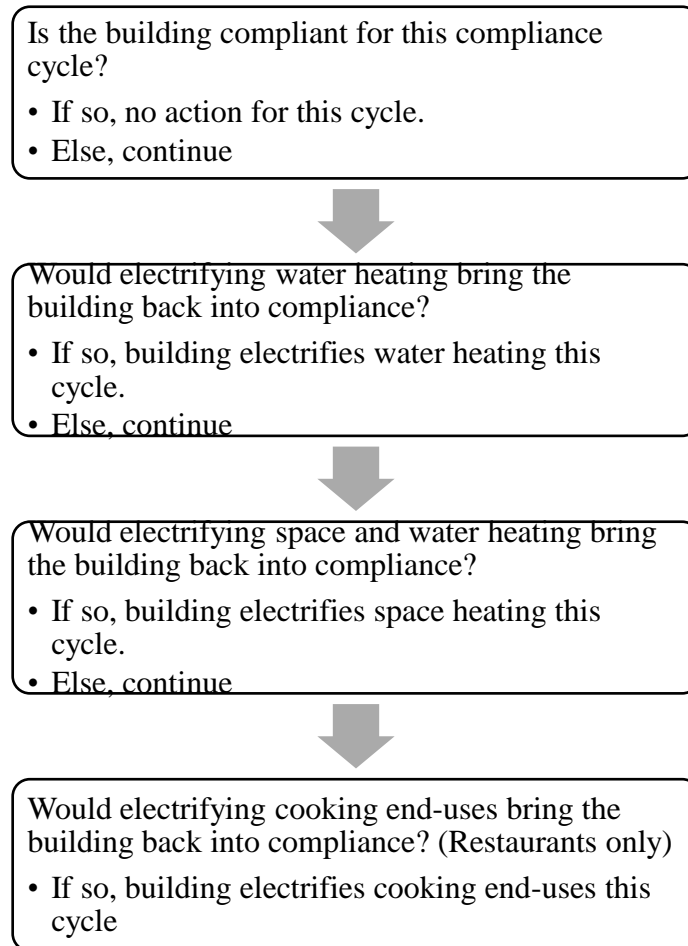 Is the building compliant for this compliance
cycle?
• If so, no action for this cycle.
• Else, continue
Would electrifying water heating bring the
building back into compliance?
• If so, building electrifies water heating this
cycle.
• Else, continue
Would electrifying space and water heating bring
the building back into compliance?
• If so, building electrifies space heating this
cycle.
• Else, continue
Would electrifying cooking end-uses bring the
building back into compliance? (Restaurants only)
• If so, building electrifies cooking end-uses this
cycle